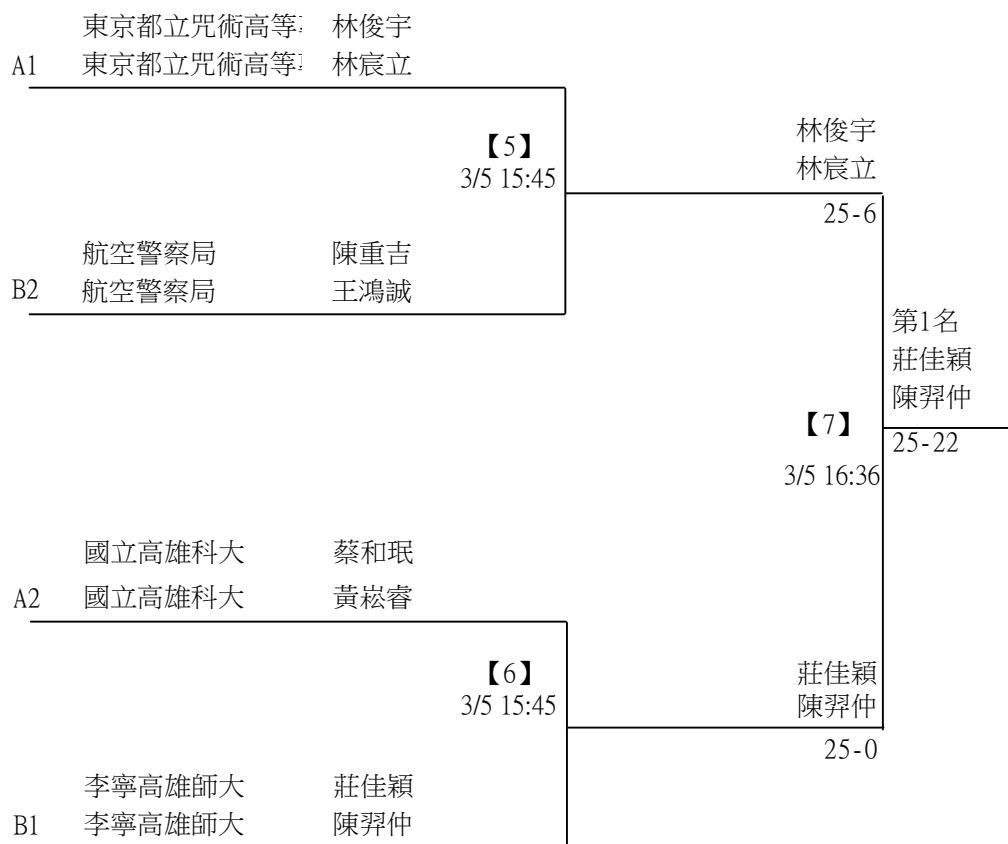 東京都立咒術高等 林俊宇
A1 東京都立咒術高等 林宸立
【5】
3/5 15:45
林俊宇
林宸立
25-6
航空警察局 陳重吉
B2 航空警察局 王鴻誠
第1名
莊佳穎
陳羿仲
【7】
25-22
3/5 16:36
國立高雄科大 蔡和珉
A2 國立高雄科大 黃崧睿
【6】
3/5 15:45
莊佳穎
陳羿仲
25-0
李寧高雄師大 莊佳穎
B1 李寧高雄師大 陳羿仲